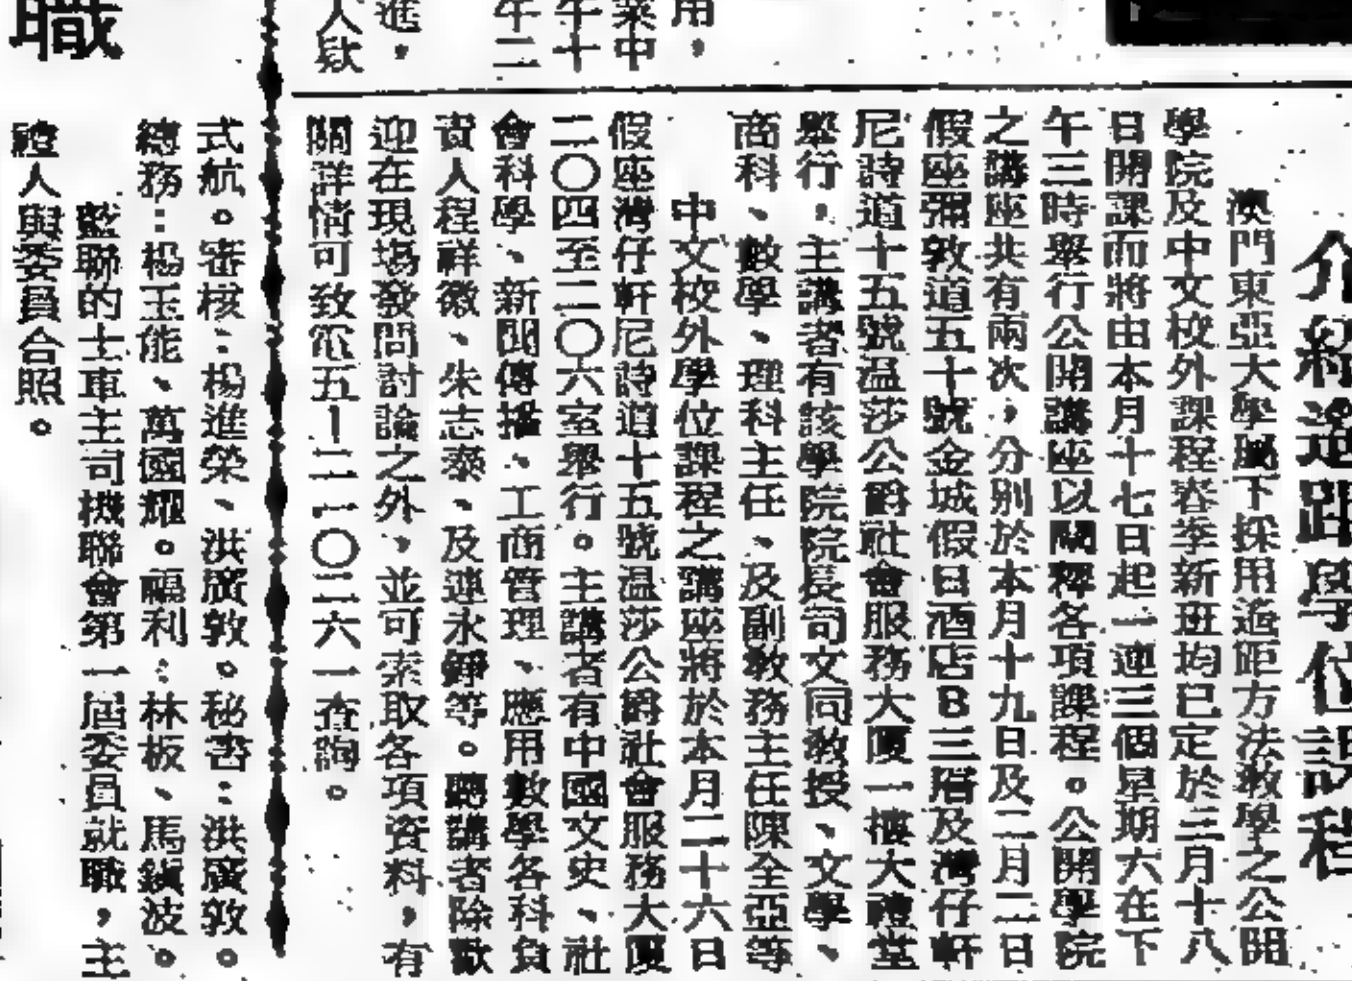 用，
業中
午十
午二
進，
人欵
介紹遙距學位課程
澳門東亞大學屬下採用遙距方法教學之公開
學院及中文校外課程春季新班均已定於三月十八
日開課而將由本月十七日起一連三個星期六在下
午三時舉行公開講座以闡釋各項課程。公開學院
之講座共有兩次，分別於本月十九日及二月二日
假座彌敦道五十號金城假日酒店B三層及灣仔軒
尼詩道十五號温莎公爵社會服務大廈一樓大禮堂
舉行，主講者有該學院院長司文同教授、文學、
商科、數學、理科主任、及副教務主任陳全亞等
中文校外學位課程之講座將於本月二十六日
假座灣仔軒尼詩道十五號温莎公爵社會服務大廈
二〇四至二〇六室舉行。主講者有中國文史、社
會科學、新聞傳播、工商管理、應用數學各科負
責人程祥徽、朱志泰、及連永錚等。聽講者除歡
迎在現場發問討論之外，並可索取各項資料，有
關詳情可致電五－二一〇二六一查詢。
職
式航。審核：楊進榮、洪廣敦。秘書：洪廣敦。
總務：楊玉能、萬國耀。福利：林板、馬鎮波。
藍聯的士車主司機聯會第一屆委員就職，主
禮人與委員合照。